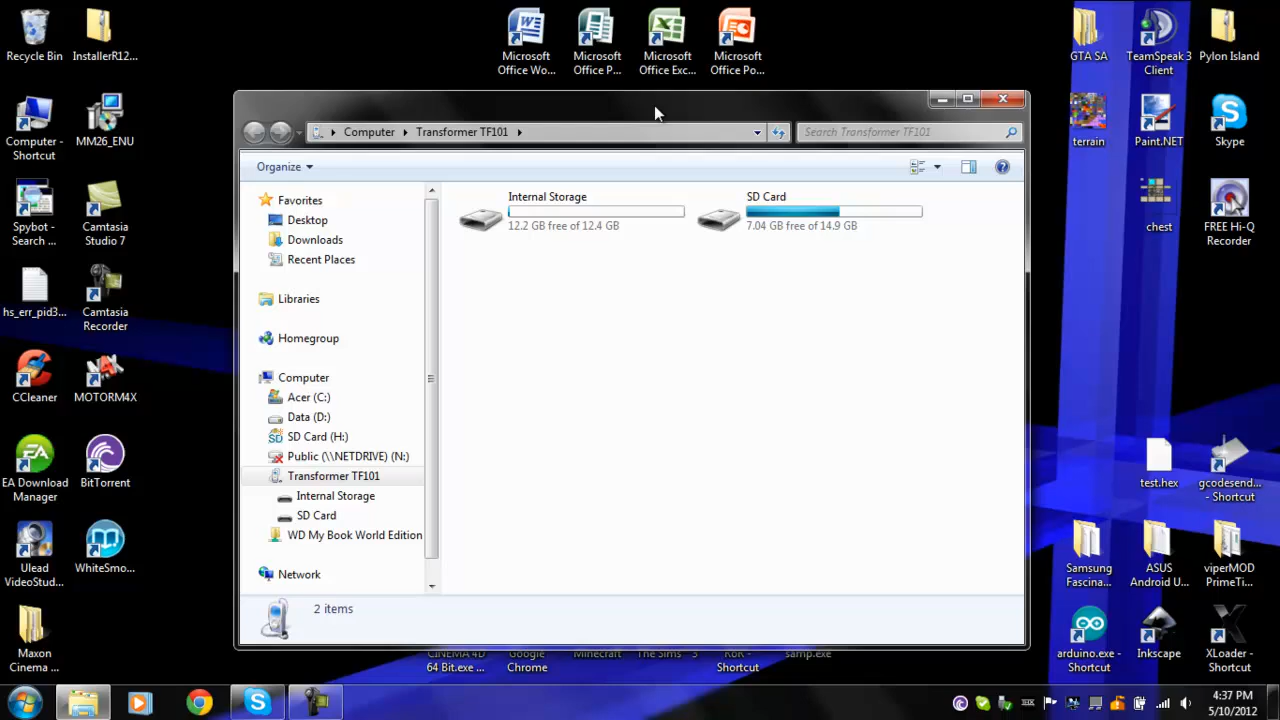 Recycle Bin
InstallerR12...
Computer -
Shortcut
MM26_ENU
Spybot -
Search ...
Camtasia
Studio 7
hs_err_pid3...
Camtasia
Recorder
CCleaner
MOTORM4X
EA Download
Manager
BitTorrent
Ulead
VideoStud...
WhiteSmo...
Maxon
Cinema ...
Microsoft
Office Wo...
Microsoft
Office P...
Microsoft
Office Exc...
Microsoft
Office Po...
GTA SA
TeamSpeak 3
Client
Pylon Island
terrain
Paint.NET
Skype
chest
FREE Hi-Q
Recorder
test.hex
gcodesend...
- Shortcut
Samsung
Fascina...
ASUS
Android U...
viperMOD
PrimeTi...
arduino.exe -
Shortcut
Inkscape
XLoader -
Shortcut
Computer
Transformer TF101
Search Transformer TF101
Organize
Favorites
Desktop
Downloads
Recent Places
Libraries
Homegroup
Computer
Acer (C:)
Data (D:)
SD Card (H:)
Public (\\NETDRIVE) (N:)
Transformer TF101
Internal Storage
SD Card
WD My Book World Edition
Network
Internal Storage
12.2 GB free of 12.4 GB
SD Card
7.04 GB free of 14.9 GB
2 items
CINEMA 4D
64 Bit.exe ...
Google
Chrome
Minecraft
The Sims 3
RoR -
Shortcut
samp.exe
4:37 PM
5/10/2012